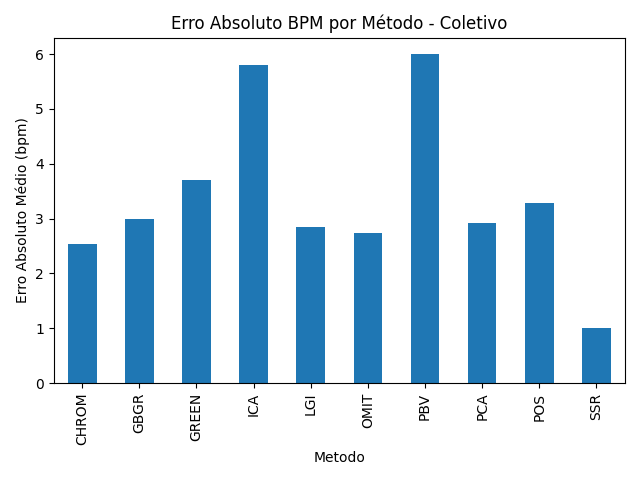 Erro Absoluto BPM por Método - Coletivo
Erro Absoluto Médio (bpm)
6
5
4
3
2
1
0
CHROM
GBGR
GREEN
ICA
LGI
OMIT
PBV
PCA
POS
SSR
Metodo